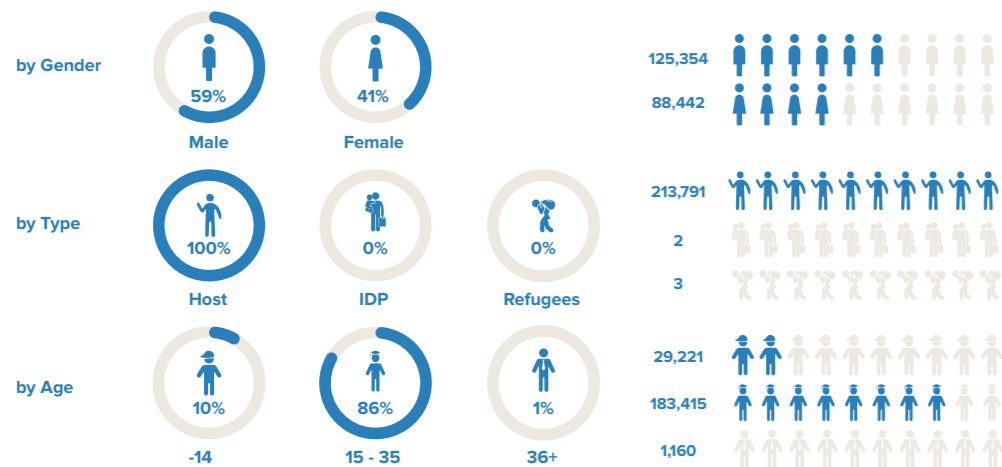 by Gender
59%
Male
41%
Female
125,354
88,442
by Type
100%
Host
0%
IDP
0%
Refugees
213,791
2
3
by Age
10%
-14
86%
15 - 35
1%
36+
29,221
183,415
1,160